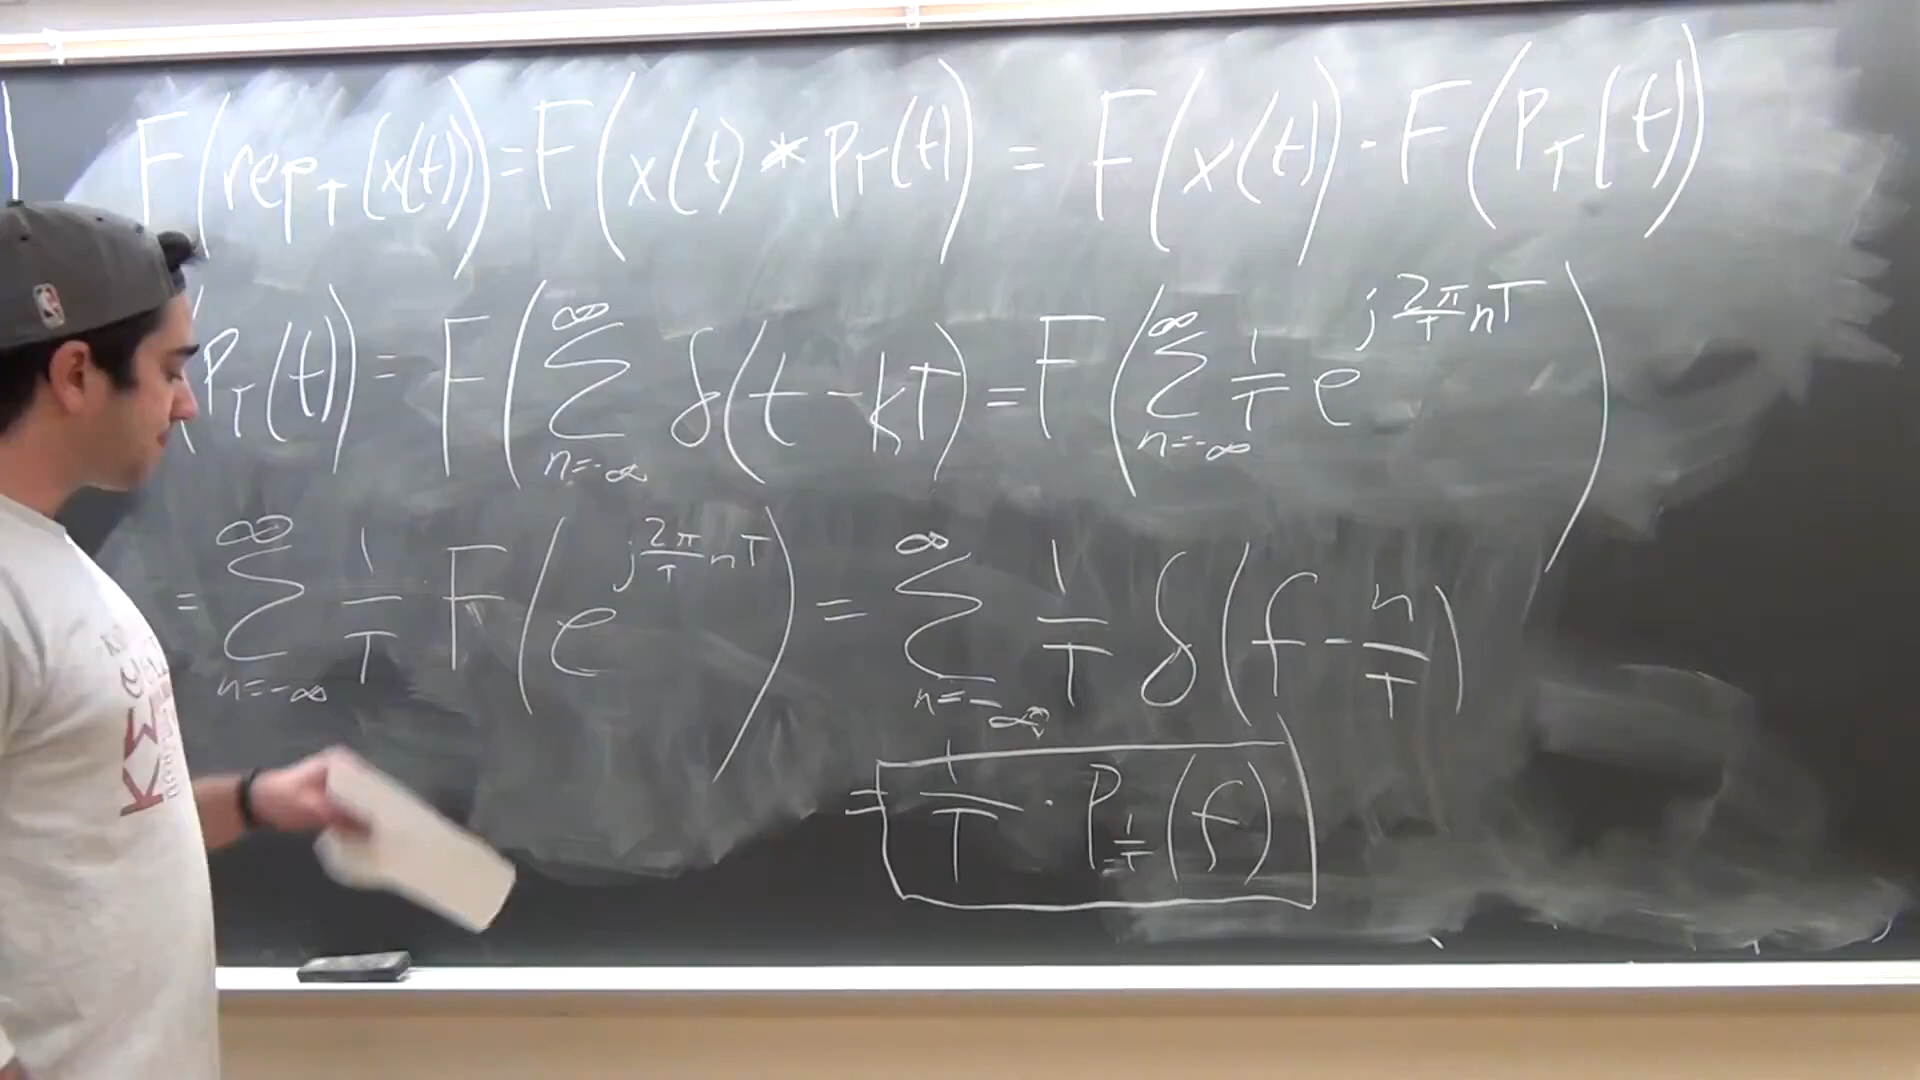 F(rep_T(x(t))) = F(x(t) * p_T(t)) = F(x(t)) · F(P_T(t))
(P_T(t)) = F(∑_{n=-∞}^{∞} δ(t-kT) = F(∑_{n=-∞}^{∞} 1/T e^{j 2π/T nT})
= ∑_{n=-∞}^{∞} 1/T F(e^{j 2π/T nT}) = ∑_{n=-∞}^{∞} 1/T δ(f - n/T)
= 1/T · P_{1/T}(f)